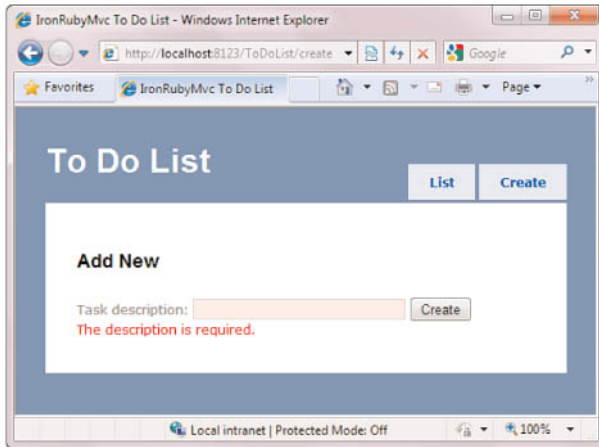 IronRubyMvc To Do List - Windows Internet Explorer
http://localhost:8123/ToDoList/create
Google
Favorites
IronRubyMvc To Do List
Page
To Do List
List
Create
Add New
Task description:
Create
The description is required.
Local intranet | Protected Mode: Off
100%